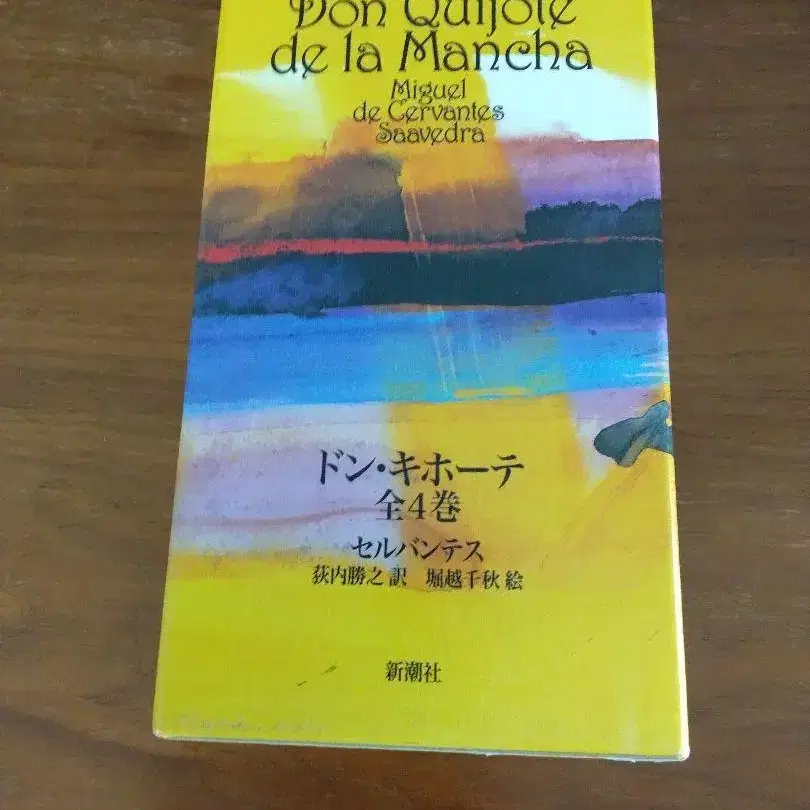 Don Quijote
de la Mancha
Miguel
de Cervantes
Saavedra
ドン・キホーテ
全4巻
セルバンテス
荻内勝之 訳　堀越千秋 絵
新潮社